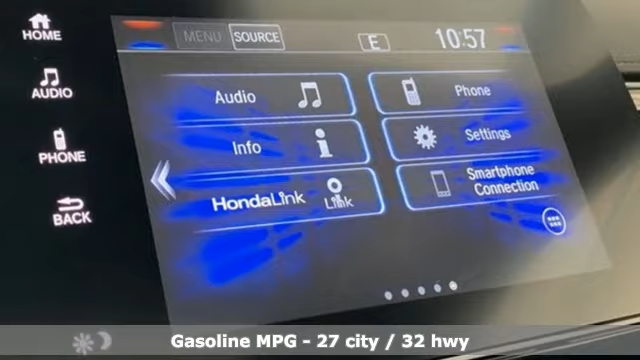 HOME
MENU SOURCE E 10:57
AUDIO
Audio Phone
PHONE
Info Settings
HondaLink Link Smartphone
Connection
BACK
Gasoline MPG - 27 city / 32 hwy